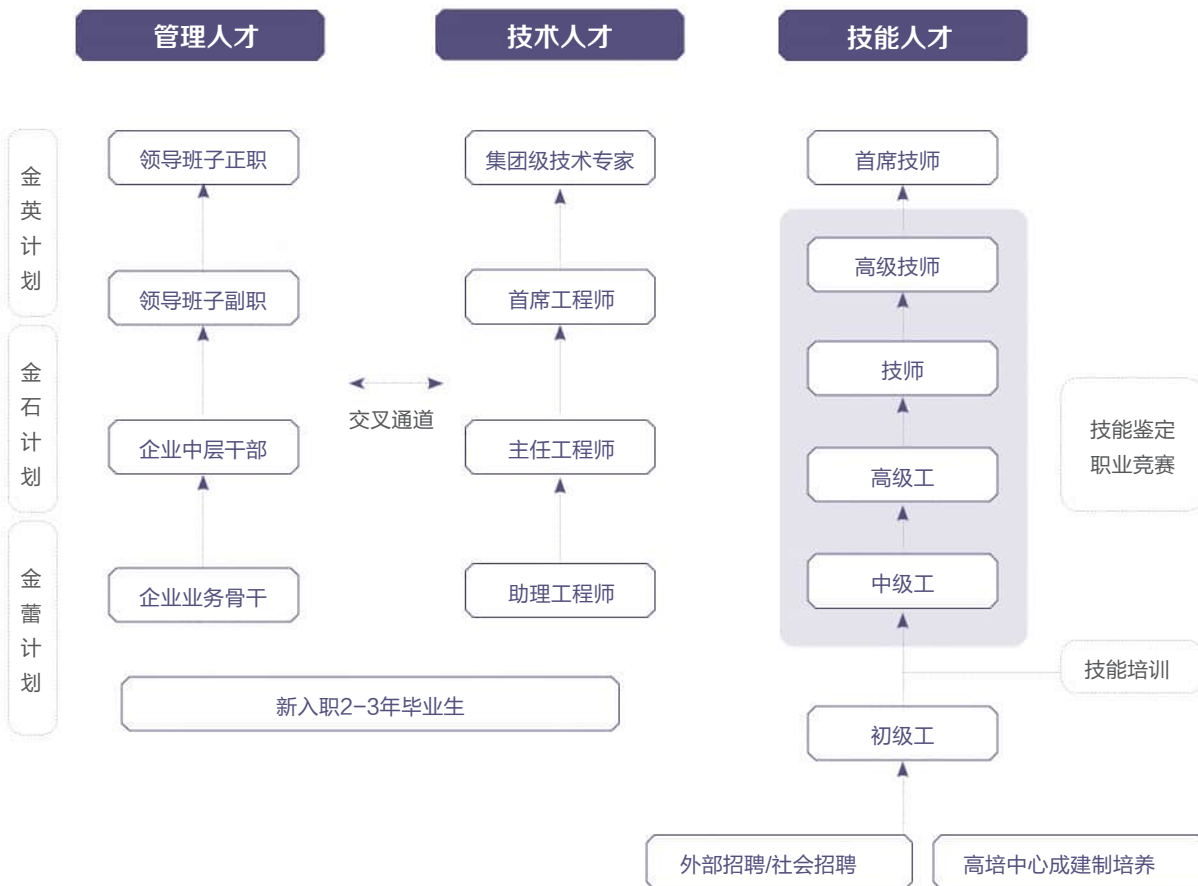 管理人才
技术人才
技能人才
金英计划
领导班子正职
集团级技术专家
首席技师
高级技师
领导班子副职
首席工程师
技师
金石计划
交叉通道
企业中层干部
主任工程师
高级工
技能鉴定
职业竞赛
金蕾计划
企业业务骨干
助理工程师
中级工
技能培训
新入职2-3年毕业生
初级工
外部招聘/社会招聘
高培中心成建制培养